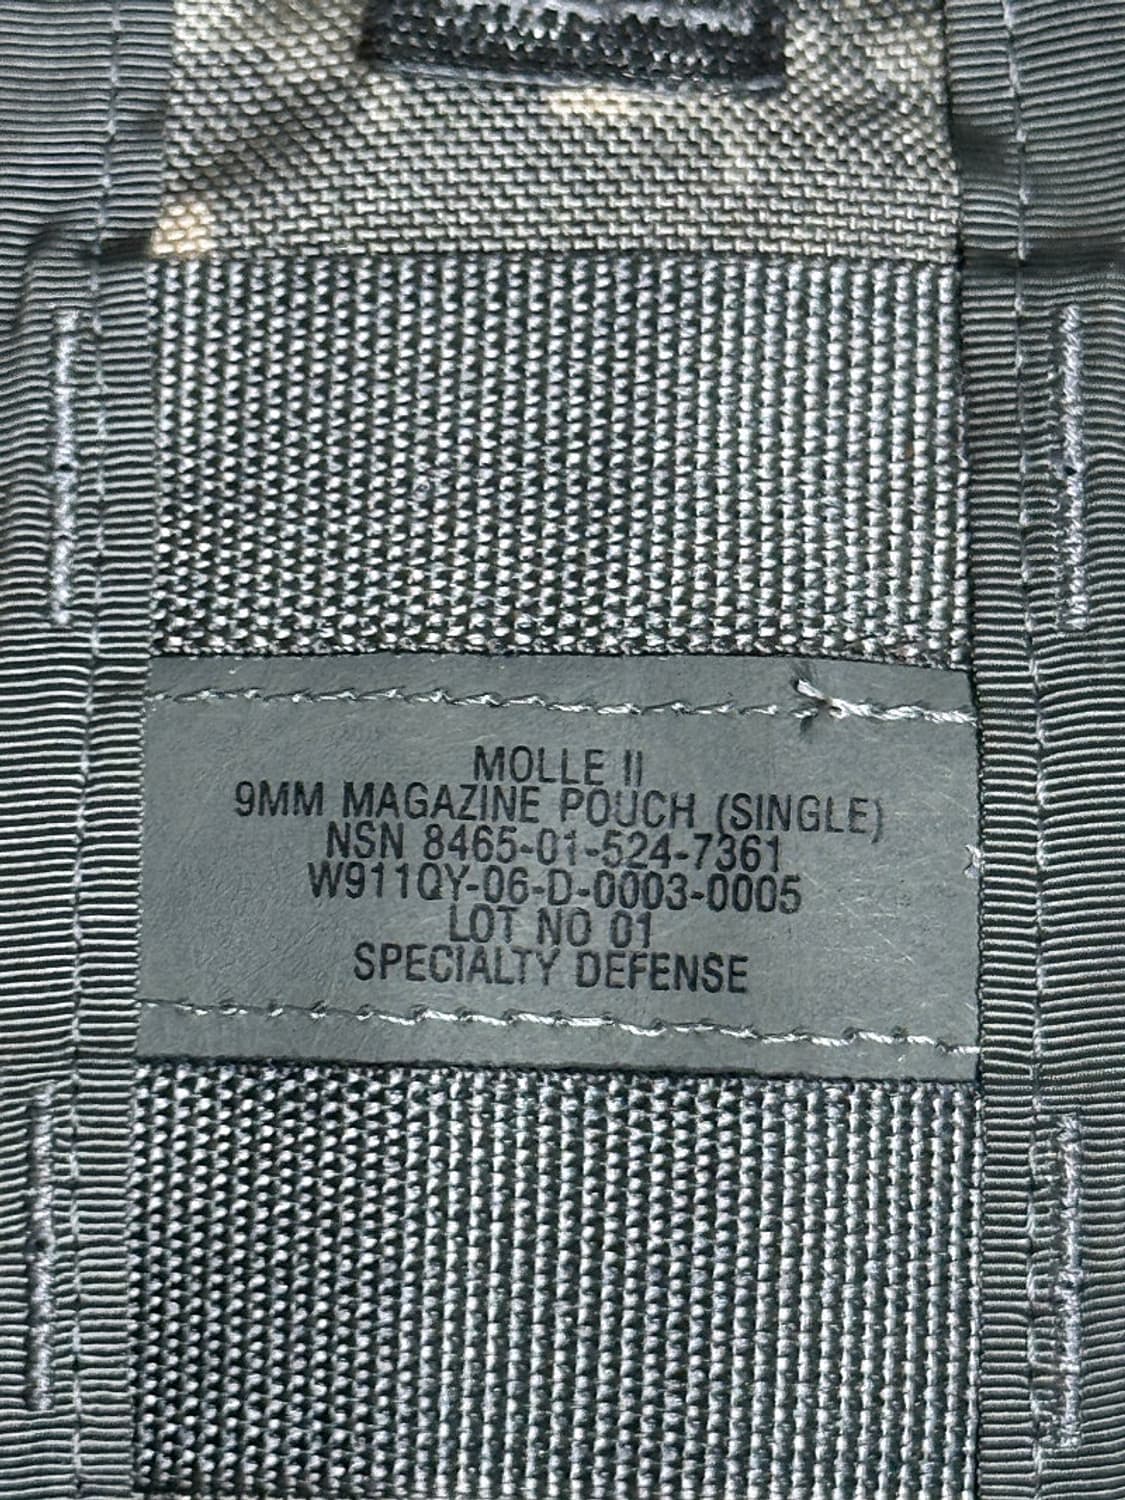 MOLLE II
9MM MAGAZINE POUCH (SINGLE)
NSN 8465-01-524-7361
W911QY-06-D-0003-0005
LOT NO 01
SPECIALTY DEFENSE